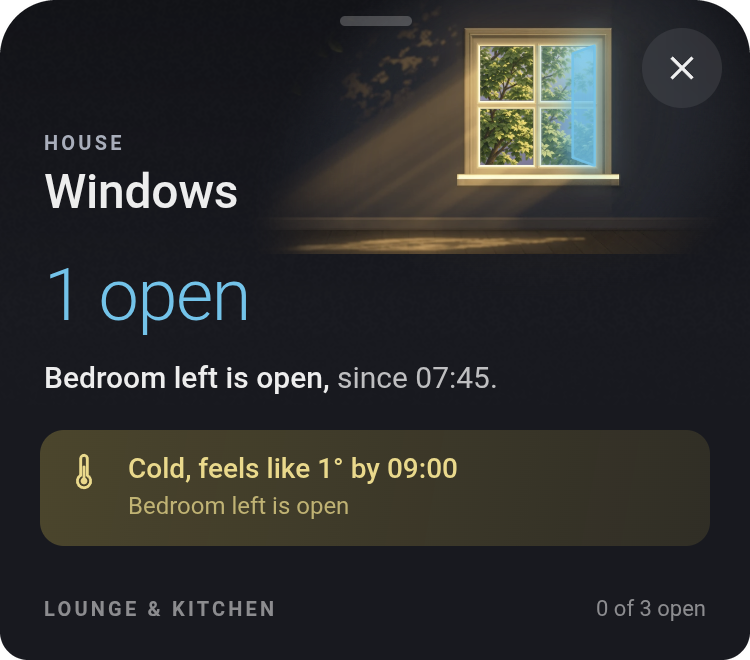 HOUSE
Windows
1 open
Bedroom left is open, since 07:45.
Cold, feels like 1° by 09:00
Bedroom left is open
LOUNGE & KITCHEN
0 of 3 open